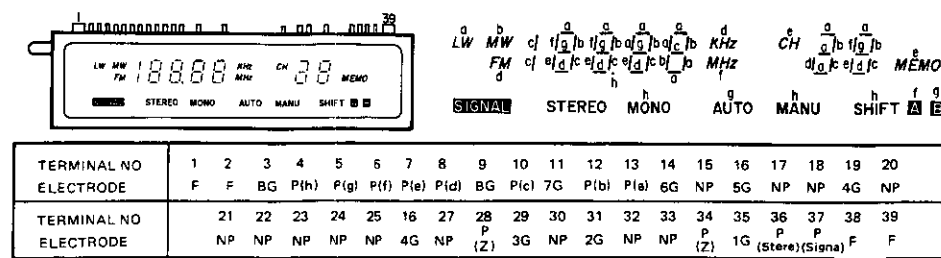 1 39
LW MW 18888 KHz CH 28 MEMO
FM MHz
SIGNAL STEREO MONO AUTO MANU SHIFT A B
a b a a a a d e a a
LW MW c/ f/g/b f/g/b a/g/b a/c/b KHz CH a/g/b f/g/b e
FM c/ e/d/c e/d/c e/d/c b/ /a MHz d/a/c e/d/c MEMO
d h a f
h g h h f g
SIGNAL STEREO MONO AUTO MANU SHIFT A B
TERMINAL NO 1 2 3 4 5 6 7 8 9 10 11 12 13 14 15 16 17 18 19 20
ELECTRODE F F BG P(h) P(g) P(f) P(e) P(d) BG P(c) 7G P(b) P(a) 6G NP 5G NP NP 4G NP
TERMINAL NO 21 22 23 24 25 16 27 28 29 30 31 32 33 34 35 36 37 38 39
ELECTRODE NP NP NP NP NP 4G NP P (Z) 3G NP 2G NP NP P (Z) 1G P (Stere) P (Signa) F F